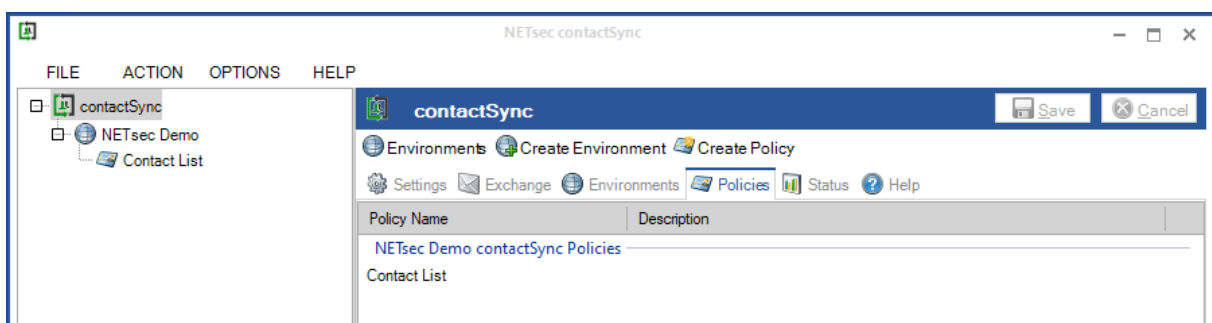 NETsec contactSync
FILE ACTION OPTIONS HELP
contactSync
NETsec Demo
Contact List
contactSync Save Cancel
Environments Create Environment Create Policy
Settings Exchange Environments Policies Status Help
Policy Name Description
NETsec Demo contactSync Policies
Contact List